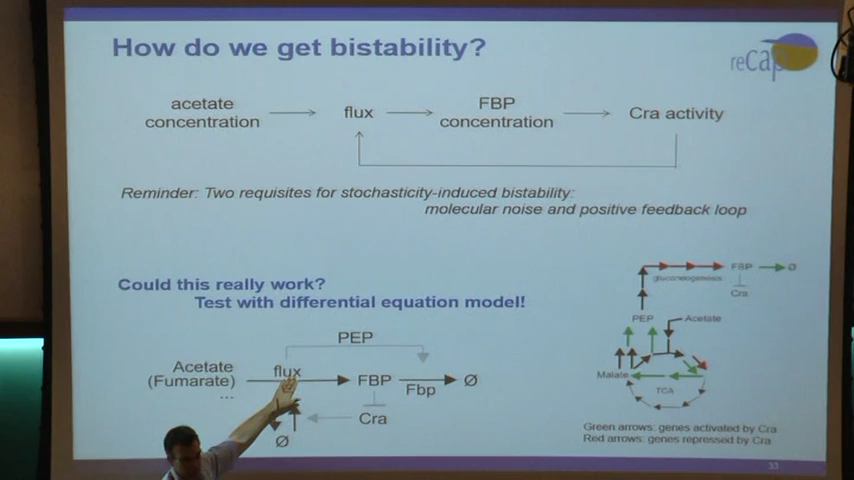 How do we get bistability?
reCap
acetate
concentration
flux
FBP
concentration
Cra activity
Reminder: Two requisites for stochasticity-induced bistability:
molecular noise and positive feedback loop
Could this really work?
Test with differential equation model!
PEP
Acetate
(Fumarate)
...
flux
FBP
Fbp
Ø
Cra
Ø
gluconeogenesis
FBP
Ø
Cra
PEP
Acetate
Malate
TCA
Green arrows: genes activated by Cra
Red arrows: genes repressed by Cra
33